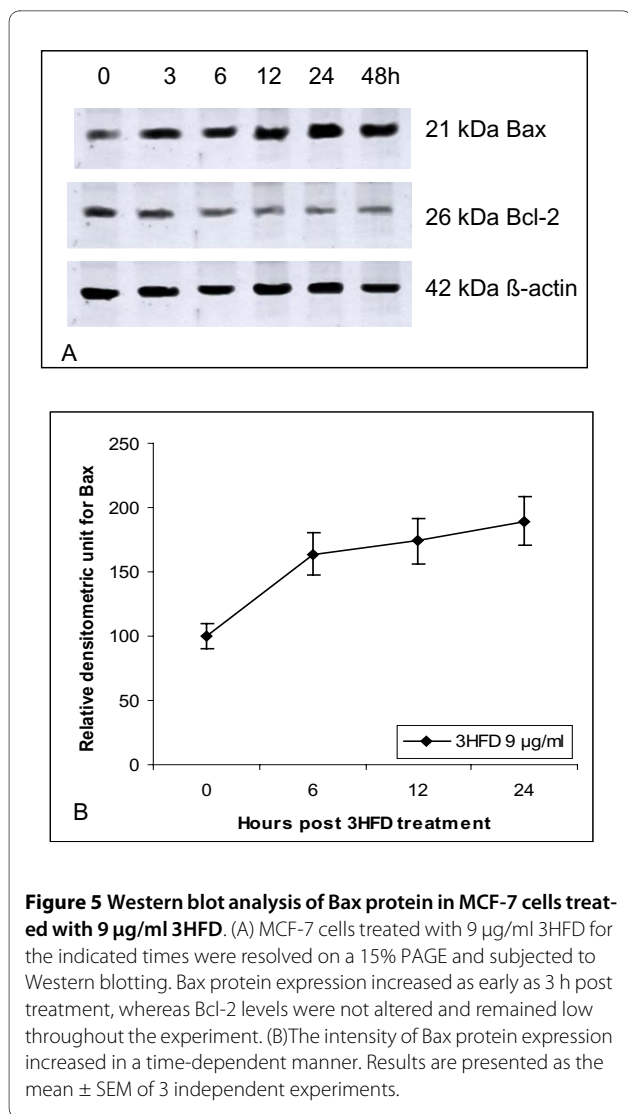 0 3 6 12 24 48h
21 kDa Bax
26 kDa Bcl-2
42 kDa ß-actin
A
250
200
150
100
50
0
Relative densitometric unit for Bax
3HFD 9 µg/ml
0 6 12 24
B
Hours post 3HFD treatment
Figure 5 Western blot analysis of Bax protein in MCF-7 cells treat-
ed with 9 µg/ml 3HFD. (A) MCF-7 cells treated with 9 µg/ml 3HFD for
the indicated times were resolved on a 15% PAGE and subjected to
Western blotting. Bax protein expression increased as early as 3 h post
treatment, whereas Bcl-2 levels were not altered and remained low
throughout the experiment. (B)The intensity of Bax protein expression
increased in a time-dependent manner. Results are presented as the
mean ± SEM of 3 independent experiments.